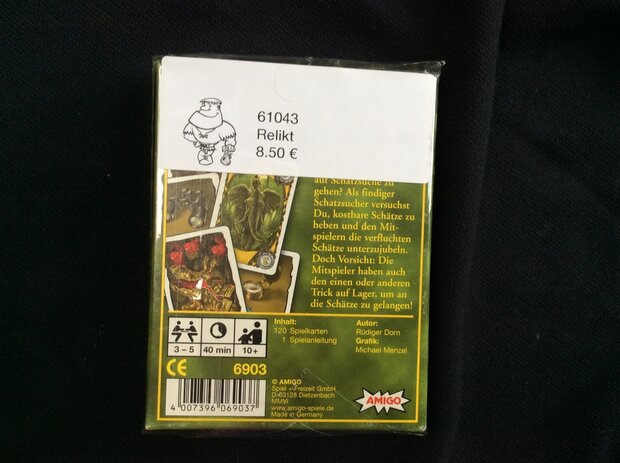 61043
Relikt
8.50 €
auf Schatzsuche zu
gehen? Als findiger
Schatzsucher versuchst
Du, kostbare Schätze zu
heben und den Mit-
spielern die verfluchten
Schätze unterzujubeln.
Doch Vorsicht: Die
Mitspieler haben auch
den einen oder anderen
Trick auf Lager, um an
die Schätze zu gelangen!
3 – 5
40 min
10+
Inhalt:
120 Spielkarten
1 Spielanleitung
Autor:
Rüdiger Dorn
Grafik:
Michael Menzel
CE
6903
© AMIGO
Spiel + Freizeit GmbH
D-63128 Dietzenbach
MMVI
www.amigo-spiele.de
Made in Germany
4 007396 069037
AMIGO